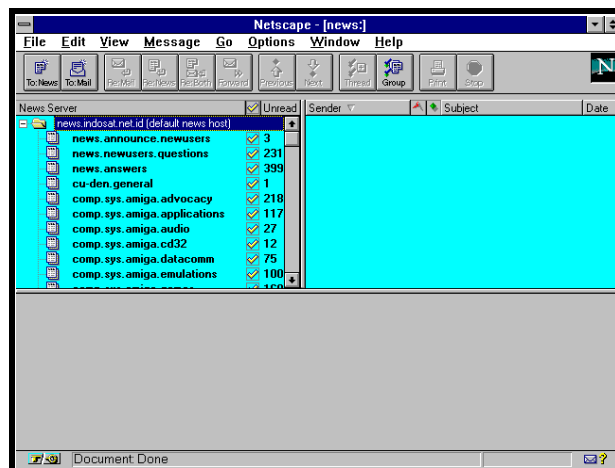 Netscape - [news:]
File Edit View Message Go Options Window Help
To:News To:Mail Re:Mail Re:News Re:Both Forward Previous Next Thread Group Print Stop
N
News Server Unread Sender Subject Date
news.indosat.net.id (default news host)
news.announce.newusers 3
news.newusers.questions 231
news.answers 399
cu-den.general 1
comp.sys.amiga.advocacy 218
comp.sys.amiga.applications 117
comp.sys.amiga.audio 27
comp.sys.amiga.cd32 12
comp.sys.amiga.datacomm 75
comp.sys.amiga.emulations 100
Document: Done